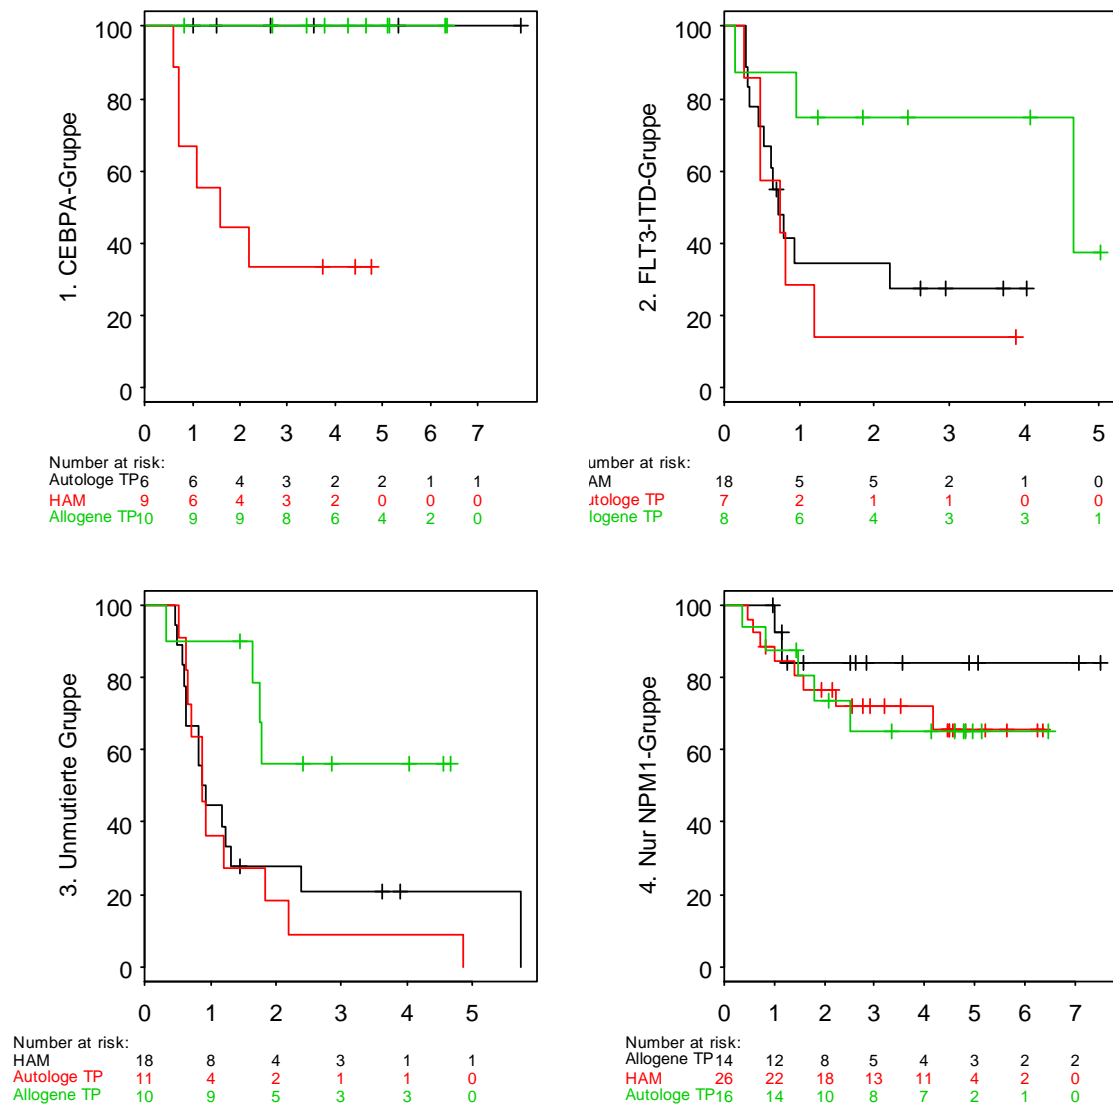 1. CEBPA-Gruppe
100
80
60
40
20
0
0 1 2 3 4 5 6 7
Number at risk:
Autologe TP 6 6 4 3 2 2 1 1
HAM 9 6 4 3 2 0 0 0
Allogene TP 10 9 9 8 6 4 2 0
2. FLT3-ITD-Gruppe
100
80
60
40
20
0
0 1 2 3 4 5
umber at risk:
AM 18 5 5 2 1 0
utologe TP 7 2 1 1 0 0
logene TP 8 6 4 3 3 1
3. Unmutierte Gruppe
100
80
60
40
20
0
0 1 2 3 4 5
Number at risk:
HAM 18 8 4 3 1 1
Autologe TP 11 4 2 1 1 0
Allogene TP 10 9 5 3 3 0
4. Nur NPM1-Gruppe
100
80
60
40
20
0
0 1 2 3 4 5 6 7
Number at risk:
Allogene TP 14 12 8 5 4 3 2 2
HAM 26 22 18 13 11 4 2 0
Autologe TP 16 14 10 8 7 2 1 0